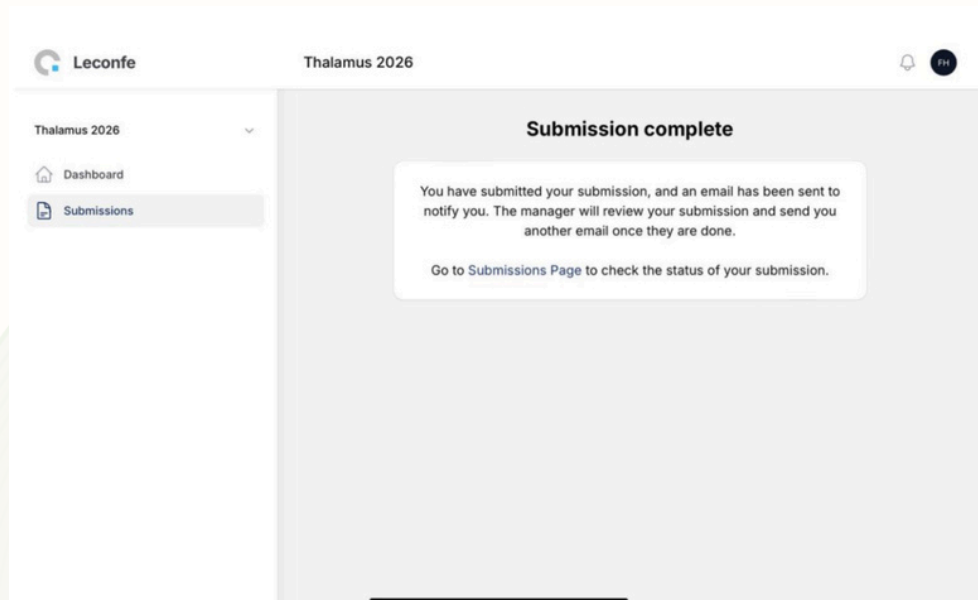 Leconfe
Thalamus 2026
FH
Thalamus 2026
Dashboard
Submissions
Submission complete
You have submitted your submission, and an email has been sent to
notify you. The manager will review your submission and send you
another email once they are done.
Go to Submissions Page to check the status of your submission.